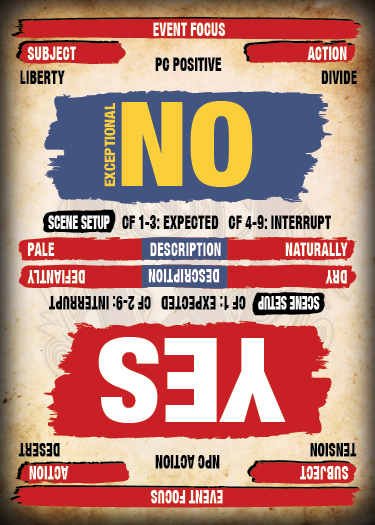 EVENT FOCUS
SUBJECT PC POSITIVE ACTION
LIBERTY DIVIDE
EXCEPTIONAL NO
SCENE SETUP CF 1-3: EXPECTED CF 4-9: INTERRUPT
PALE DESCRIPTION NATURALLY
DRY DESCRIPTION DEFIANTLY
SCENE SETUP CF 1: EXPECTED CF 2-9: INTERRUPT
YES
TENSION DESERT
SUBJECT NPC ACTION ACTION
EVENT FOCUS